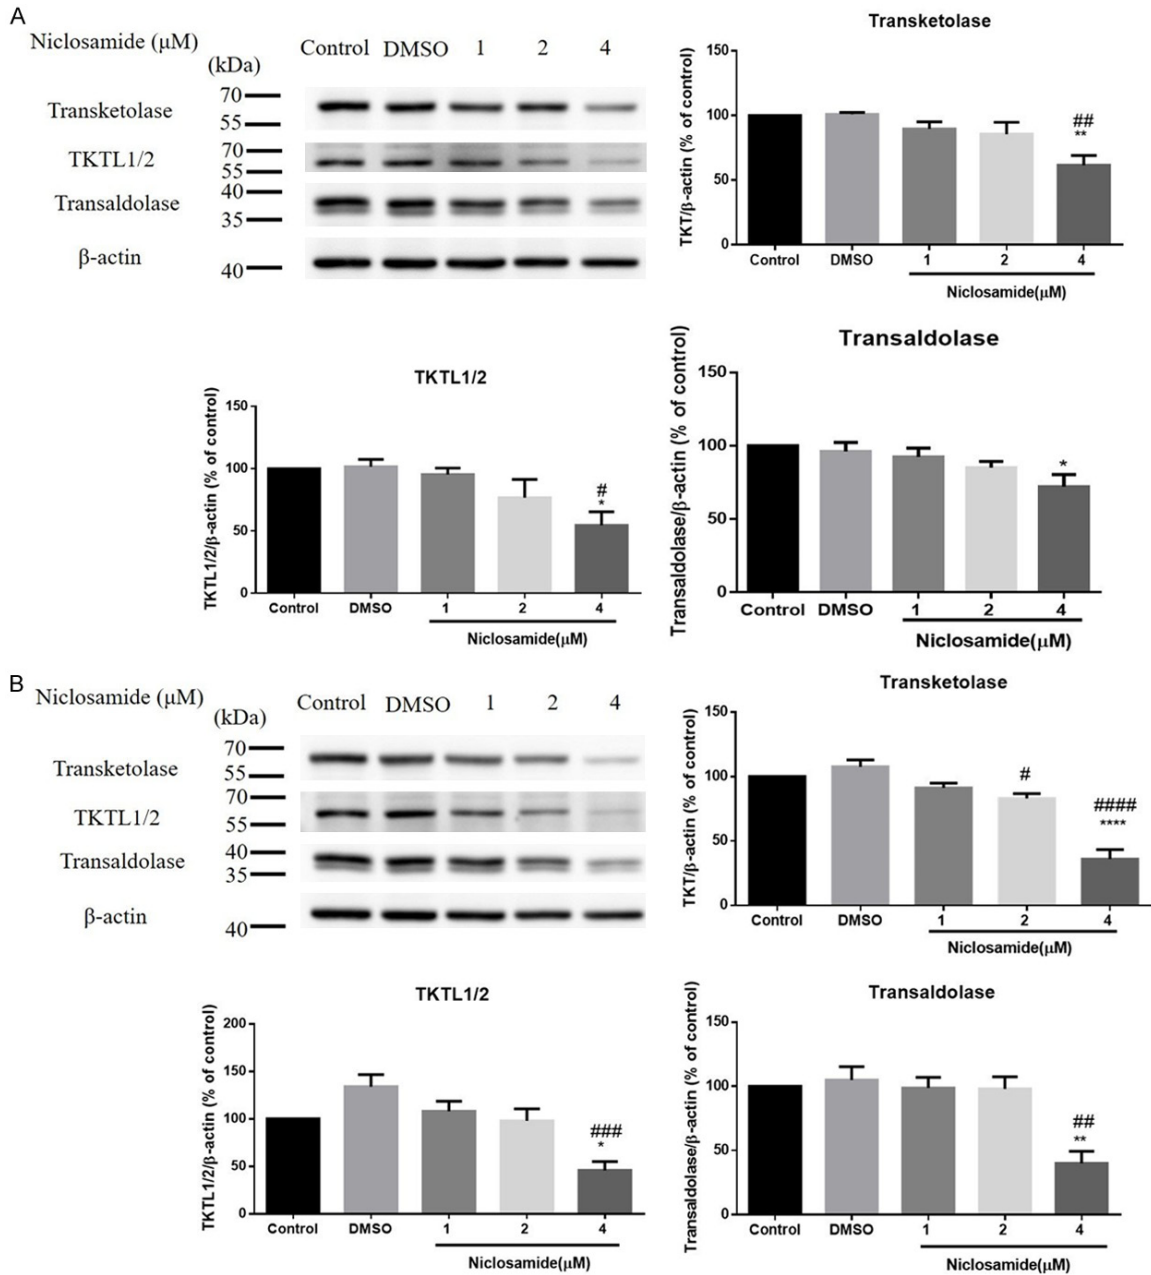 A
Niclosamide (μM)
(kDa)
Control DMSO 1 2 4
Transketolase
70
55
TKTL1/2
70
55
Transaldolase
40
35
β-actin
40
Transketolase
TKT/β-actin (% of control)
150
100
50
0
##
**
Control DMSO 1 2 4
Niclosamide(μM)
TKTL1/2
TKTL1/2/β-actin (% of control)
150
100
50
0
#
*
Control DMSO 1 2 4
Niclosamide(μM)
Transaldolase
Transaldolase/β-actin (% of control)
150
100
50
0
*
Control DMSO 1 2 4
Niclosamide(μM)
B
Niclosamide (μM)
(kDa)
Control DMSO 1 2 4
Transketolase
70
55
TKTL1/2
70
55
Transaldolase
40
35
β-actin
40
Transketolase
TKT/β-actin (% of control)
150
100
50
0
#
####
****
Control DMSO 1 2 4
Niclosamide(μM)
TKTL1/2
TKTL1/2/β-actin (% of control)
200
150
100
50
0
###
*
Control DMSO 1 2 4
Niclosamide(μM)
Transaldolase
Transaldolase/β-actin (% of control)
150
100
50
0
##
**
Control DMSO 1 2 4
Niclosamide(μM)